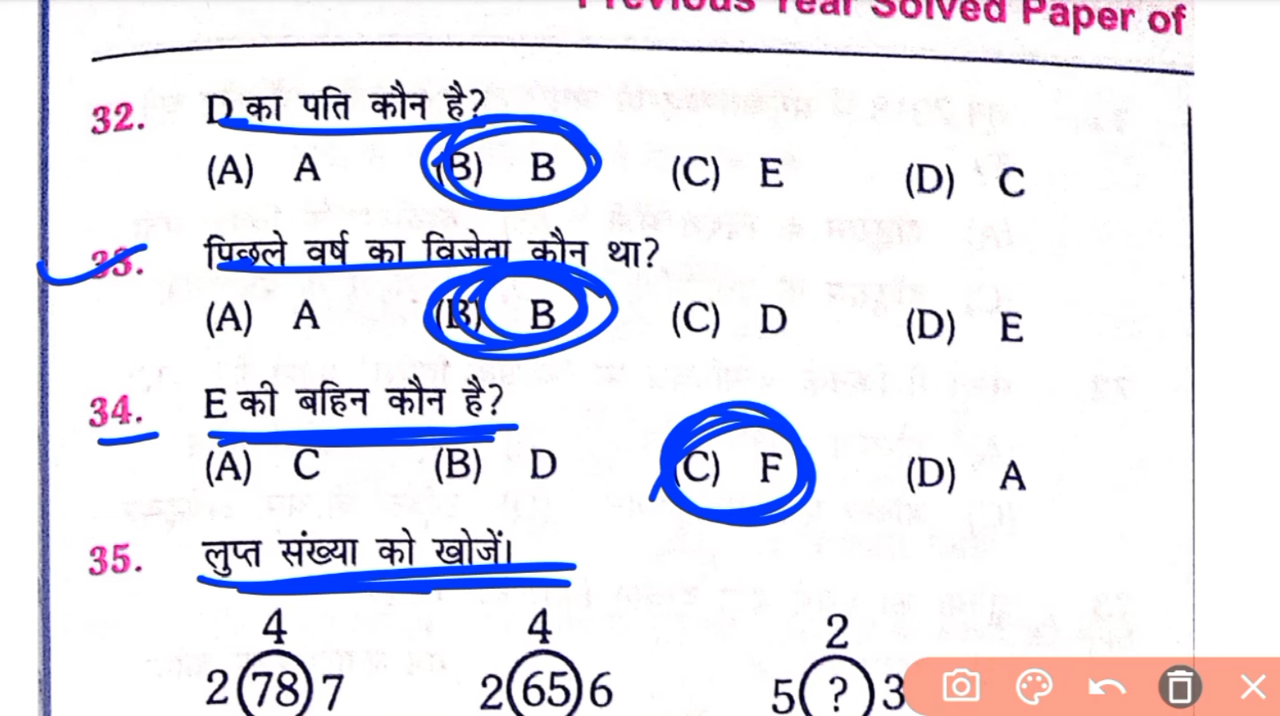 Previous Year Solved Paper of
32. D का पति कौन है?
(A) A (B) B (C) E (D) C
33. पिछले वर्ष का विजेता कौन था?
(A) A (B) B (C) D (D) E
34. E की बहिन कौन है?
(A) C (B) D (C) F (D) A
35. लुप्त संख्या को खोजें।
4 4 2
2 78 7 2 65 6 5 ? 3